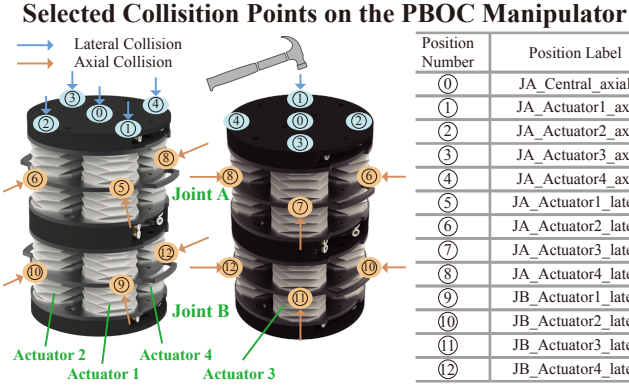 Selected Collisition Points on the PBOC Manipulator
Lateral Collision
Axial Collision
3
4
0
2
1
8
6
5
Joint A
12
10
9
Joint B
Actuator 2
Actuator 4
Actuator 1
1
4
0
2
3
8
6
7
12
10
11
Actuator 3
Position Number Position Label
0 JA_Central_axial
1 JA_Actuator1_ax
2 JA_Actuator2_ax
3 JA_Actuator3_ax
4 JA_Actuator4_ax
5 JA_Actuator1_late
6 JA_Actuator2_late
7 JA_Actuator3_late
8 JA_Actuator4_late
9 JB_Actuator1_late
10 JB_Actuator2_late
11 JB_Actuator3_late
12 JB_Actuator4_late